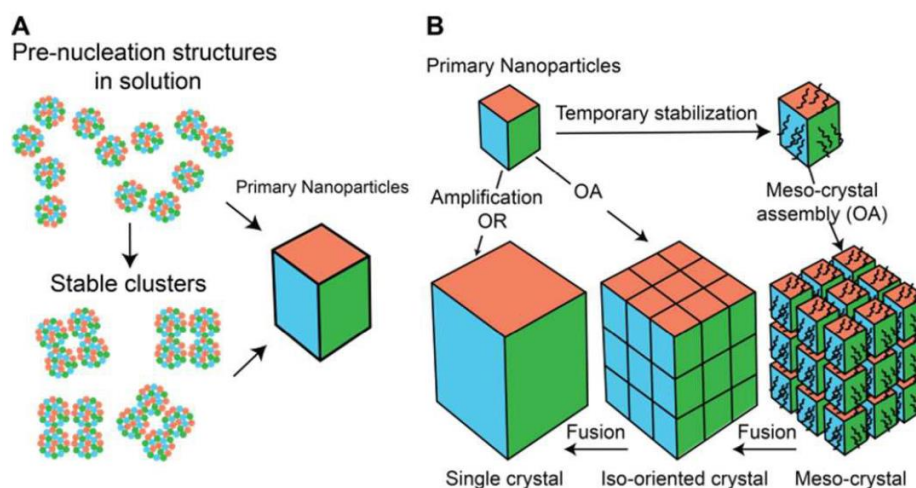 A
Pre-nucleation structures
in solution
Primary Nanoparticles
Stable clusters
B
Primary Nanoparticles
Temporary stabilization
Amplification
OR
OA
Meso-crystal
assembly (OA)
Fusion
Fusion
Single crystal
Iso-oriented crystal
Meso-crystal